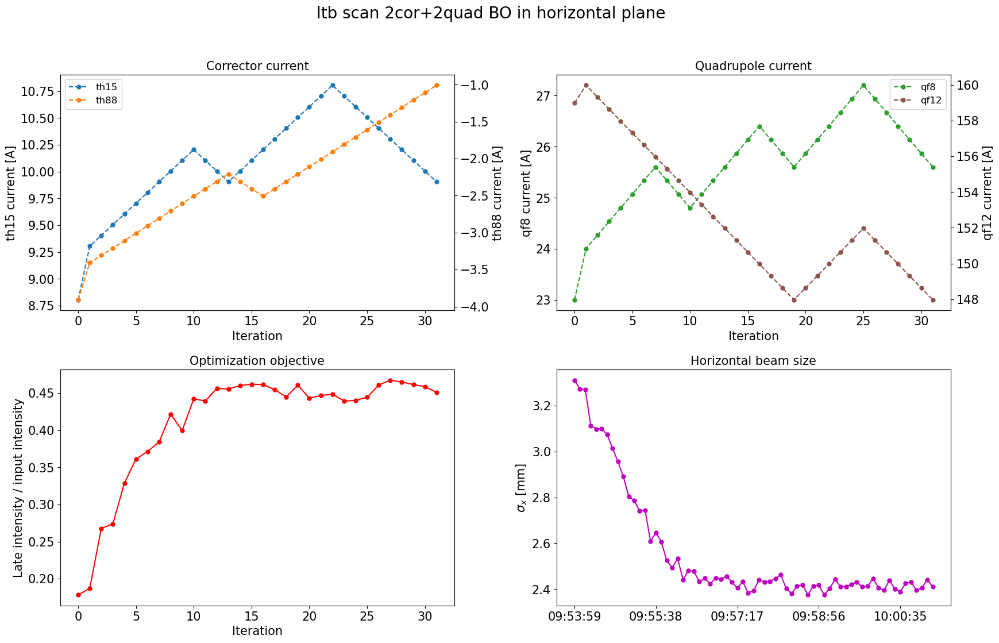 ltb scan 2cor+2quad BO in horizontal plane
Corrector current
th15
th88
10.75
10.50
10.25
10.00
9.75
9.50
9.25
9.00
8.75
th15 current [A]
−1.0
−1.5
−2.0
−2.5
−3.0
−3.5
−4.0
th88 current [A]
0 5 10 15 20 25 30
Iteration
Quadrupole current
qf8
qf12
27
26
25
24
23
qf8 current [A]
160
158
156
154
152
150
148
qf12 current [A]
0 5 10 15 20 25 30
Iteration
Optimization objective
0.45
0.40
0.35
0.30
0.25
0.20
Late intensity / input intensity
0 5 10 15 20 25 30
Iteration
Horizontal beam size
3.2
3.0
2.8
2.6
2.4
σx [mm]
09:53:59 09:55:38 09:57:17 09:58:56 10:00:35